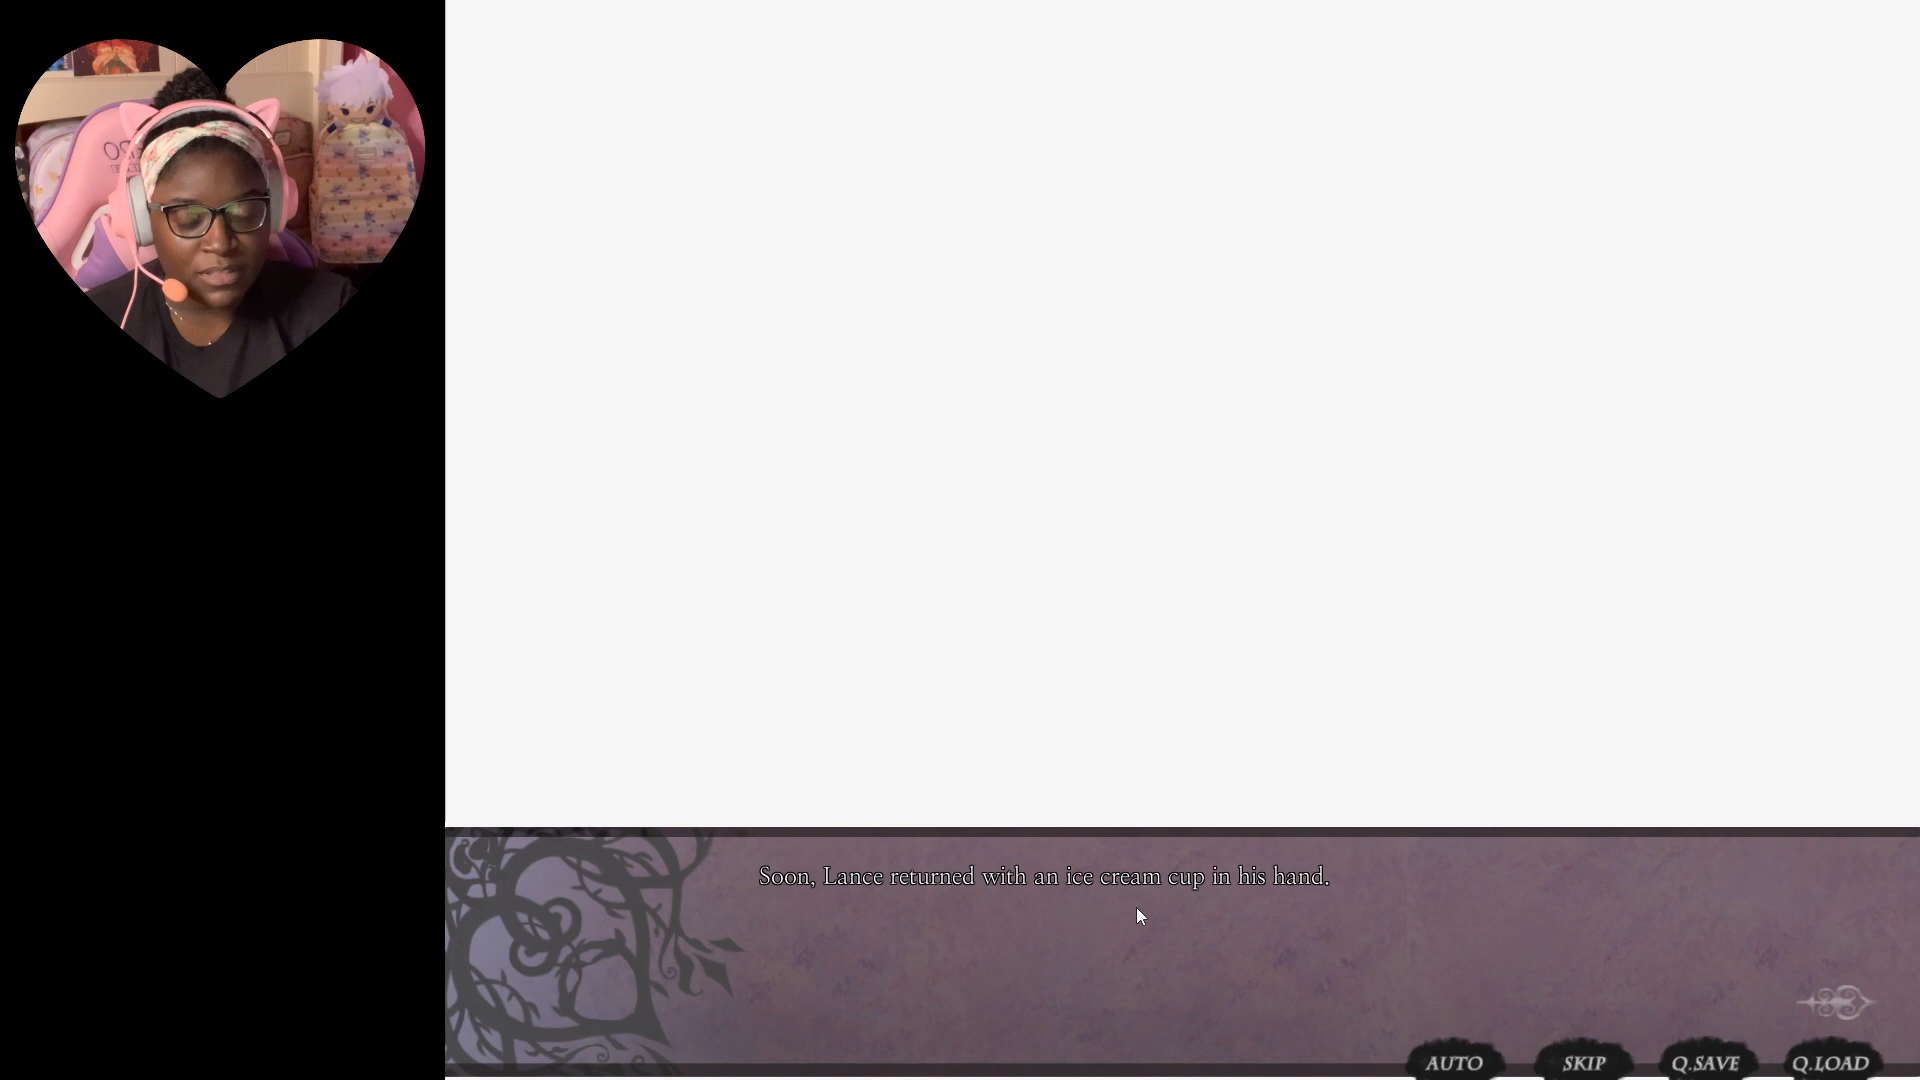 Soon, Lance returned with an ice cream cup in his hand.
AUTO SKIP Q.SAVE Q.LOAD